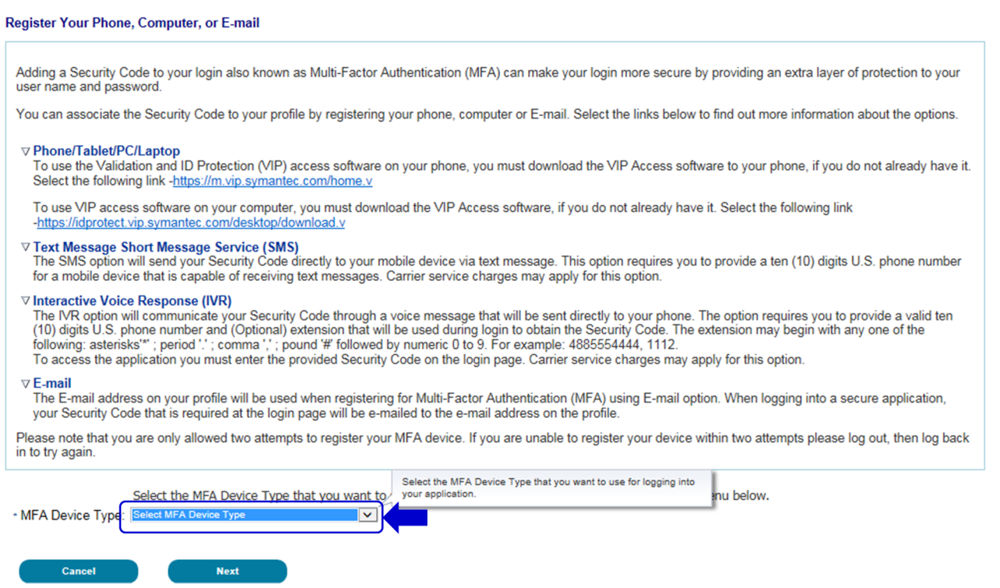 Register Your Phone, Computer, or E-mail
Adding a Security Code to your login also known as Multi-Factor Authentication (MFA) can make your login more secure by providing an extra layer of protection to your
user name and password.
You can associate the Security Code to your profile by registering your phone, computer or E-mail. Select the links below to find out more information about the options.
Phone/Tablet/PC/Laptop
To use the Validation and ID Protection (VIP) access software on your phone, you must download the VIP Access software to your phone, if you do not already have it.
Select the following link -https://m.vip.symantec.com/home.v
To use VIP access software on your computer, you must download the VIP Access software, if you do not already have it. Select the following link
-https://idprotect.vip.symantec.com/desktop/download.v
Text Message Short Message Service (SMS)
The SMS option will send your Security Code directly to your mobile device via text message. This option requires you to provide a ten (10) digits U.S. phone number
for a mobile device that is capable of receiving text messages. Carrier service charges may apply for this option.
Interactive Voice Response (IVR)
The IVR option will communicate your Security Code through a voice message that will be sent directly to your phone. The option requires you to provide a valid ten
(10) digits U.S. phone number and (Optional) extension that will be used during login to obtain the Security Code. The extension may begin with any one of the
following: asterisks'*' ; period '.' ; comma ',' ; pound '#' followed by numeric 0 to 9. For example: 4885554444, 1112.
To access the application you must enter the provided Security Code on the login page. Carrier service charges may apply for this option.
E-mail
The E-mail address on your profile will be used when registering for Multi-Factor Authentication (MFA) using E-mail option. When logging into a secure application,
your Security Code that is required at the login page will be e-mailed to the e-mail address on the profile.
Please note that you are only allowed two attempts to register your MFA device. If you are unable to register your device within two attempts please log out, then log back
in to try again.
Select the MFA Device Type that you want to use for logging into
your application.
Select the MFA Device Type that you want to enu below.
* MFA Device Type: Select MFA Device Type
Cancel Next